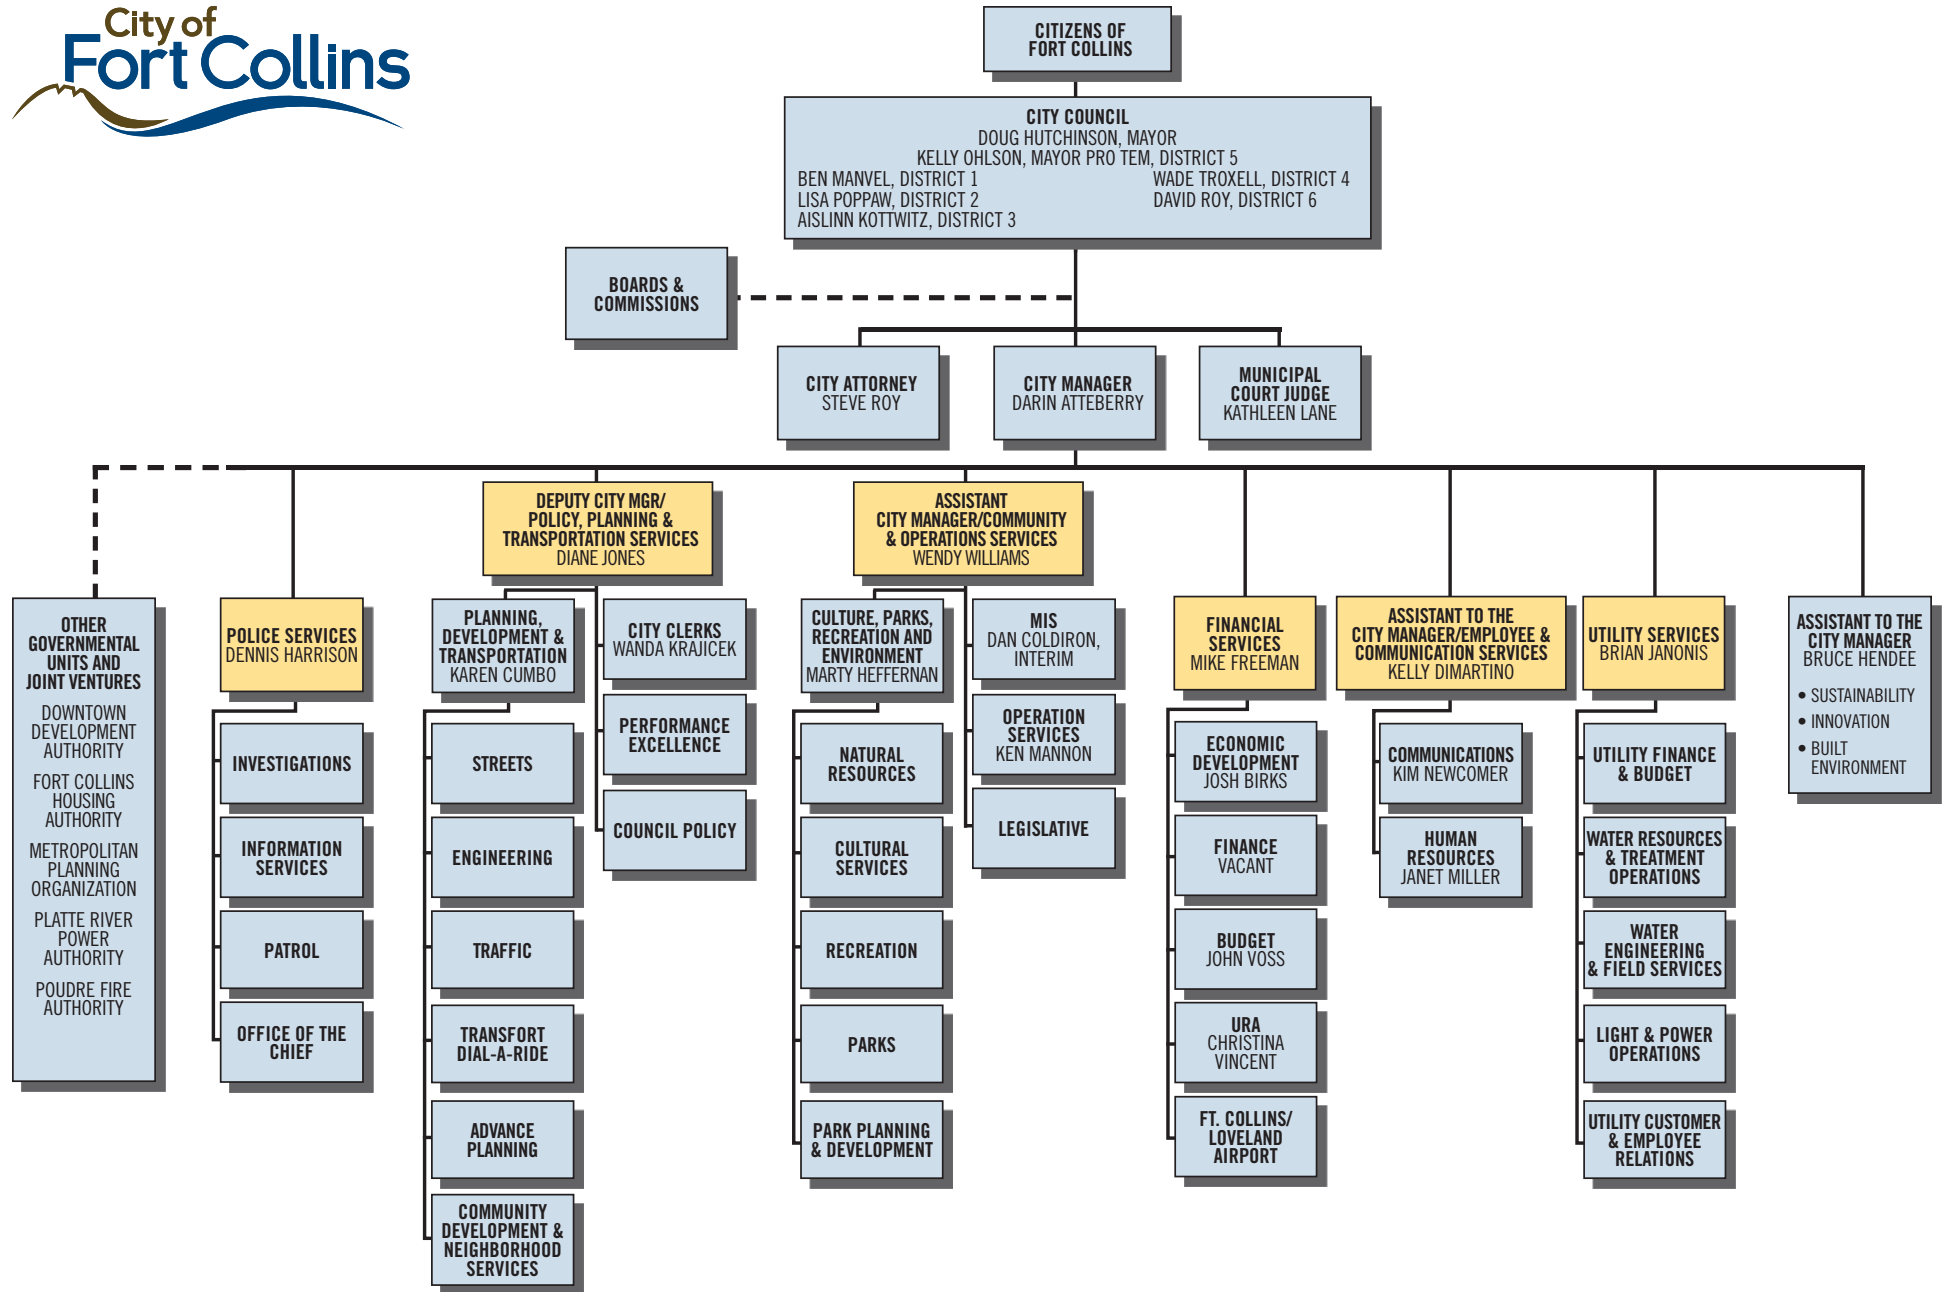 City of
Fort Collins
CITIZENS OF
FORT COLLINS
CITY COUNCIL
DOUG HUTCHINSON, MAYOR
KELLY OHLSON, MAYOR PRO TEM, DISTRICT 5
BEN MANVEL, DISTRICT 1
LISA POPPAW, DISTRICT 2
AISLINN KOTTWITZ, DISTRICT 3
WADE TROXELL, DISTRICT 4
DAVID ROY, DISTRICT 6
BOARDS &
COMMISSIONS
CITY ATTORNEY
STEVE ROY
CITY MANAGER
DARIN ATTEBERRY
MUNICIPAL
COURT JUDGE
KATHLEEN LANE
OTHER
GOVERNMENTAL
UNITS AND
JOINT VENTURES
DOWNTOWN
DEVELOPMENT
AUTHORITY
FORT COLLINS
HOUSING
AUTHORITY
METROPOLITAN
PLANNING
ORGANIZATION
PLATTE RIVER
POWER
AUTHORITY
POUDRE FIRE
AUTHORITY
POLICE SERVICES
DENNIS HARRISON
INVESTIGATIONS
INFORMATION
SERVICES
PATROL
OFFICE OF THE
CHIEF
DEPUTY CITY MGR/
POLICY, PLANNING &
TRANSPORTATION SERVICES
DIANE JONES
PLANNING,
DEVELOPMENT &
TRANSPORTATION
KAREN CUMBO
STREETS
ENGINEERING
TRAFFIC
TRANSFORT
DIAL-A-RIDE
ADVANCE
PLANNING
COMMUNITY
DEVELOPMENT &
NEIGHBORHOOD
SERVICES
CITY CLERKS
WANDA KRAJICEK
PERFORMANCE
EXCELLENCE
COUNCIL POLICY
ASSISTANT
CITY MANAGER/COMMUNITY
& OPERATIONS SERVICES
WENDY WILLIAMS
CULTURE, PARKS,
RECREATION AND
ENVIRONMENT
MARTY HEFFERNAN
NATURAL
RESOURCES
CULTURAL
SERVICES
RECREATION
PARKS
PARK PLANNING
& DEVELOPMENT
MIS
DAN COLDIRON,
INTERIM
OPERATION
SERVICES
KEN MANNON
LEGISLATIVE
FINANCIAL
SERVICES
MIKE FREEMAN
ECONOMIC
DEVELOPMENT
JOSH BIRKS
FINANCE
VACANT
BUDGET
JOHN VOSS
URA
CHRISTINA
VINCENT
FT. COLLINS/
LOVELAND
AIRPORT
ASSISTANT TO THE
CITY MANAGER/EMPLOYEE &
COMMUNICATION SERVICES
KELLY DIMARTINO
COMMUNICATIONS
KIM NEWCOMER
HUMAN
RESOURCES
JANET MILLER
UTILITY SERVICES
BRIAN JANONIS
UTILITY FINANCE
& BUDGET
WATER RESOURCES
& TREATMENT
OPERATIONS
WATER
ENGINEERING
& FIELD SERVICES
LIGHT & POWER
OPERATIONS
UTILITY CUSTOMER
& EMPLOYEE
RELATIONS
ASSISTANT TO THE
CITY MANAGER
BRUCE HENDEE
• SUSTAINABILITY
• INNOVATION
• BUILT
ENVIRONMENT